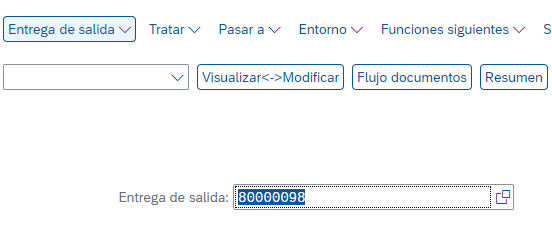 Entrega de salida Tratar Pasar a Entorno Funciones siguientes S
Visualizar<->Modificar Flujo documentos Resumen
Entrega de salida: 80000098